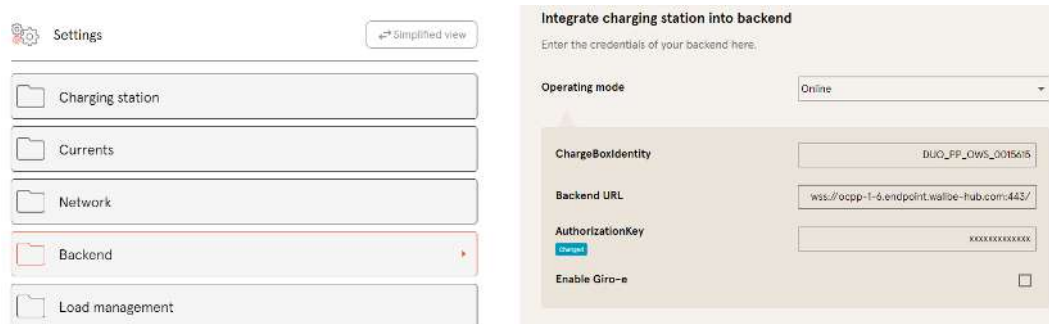 Settings
Simplified view
Charging station
Currents
Network
Backend
Load management
Integrate charging station into backend
Enter the credentials of your backend here.
Operating mode
Online
ChargeBoxIdentity
DUO_PP_OWS_0015615
Backend URL
wss://ocpp-1-6.endpoint.wallbe-hub.com:443/
AuthorizationKey
xxxxxxxxxxxxx
Changed
Enable Giro-e